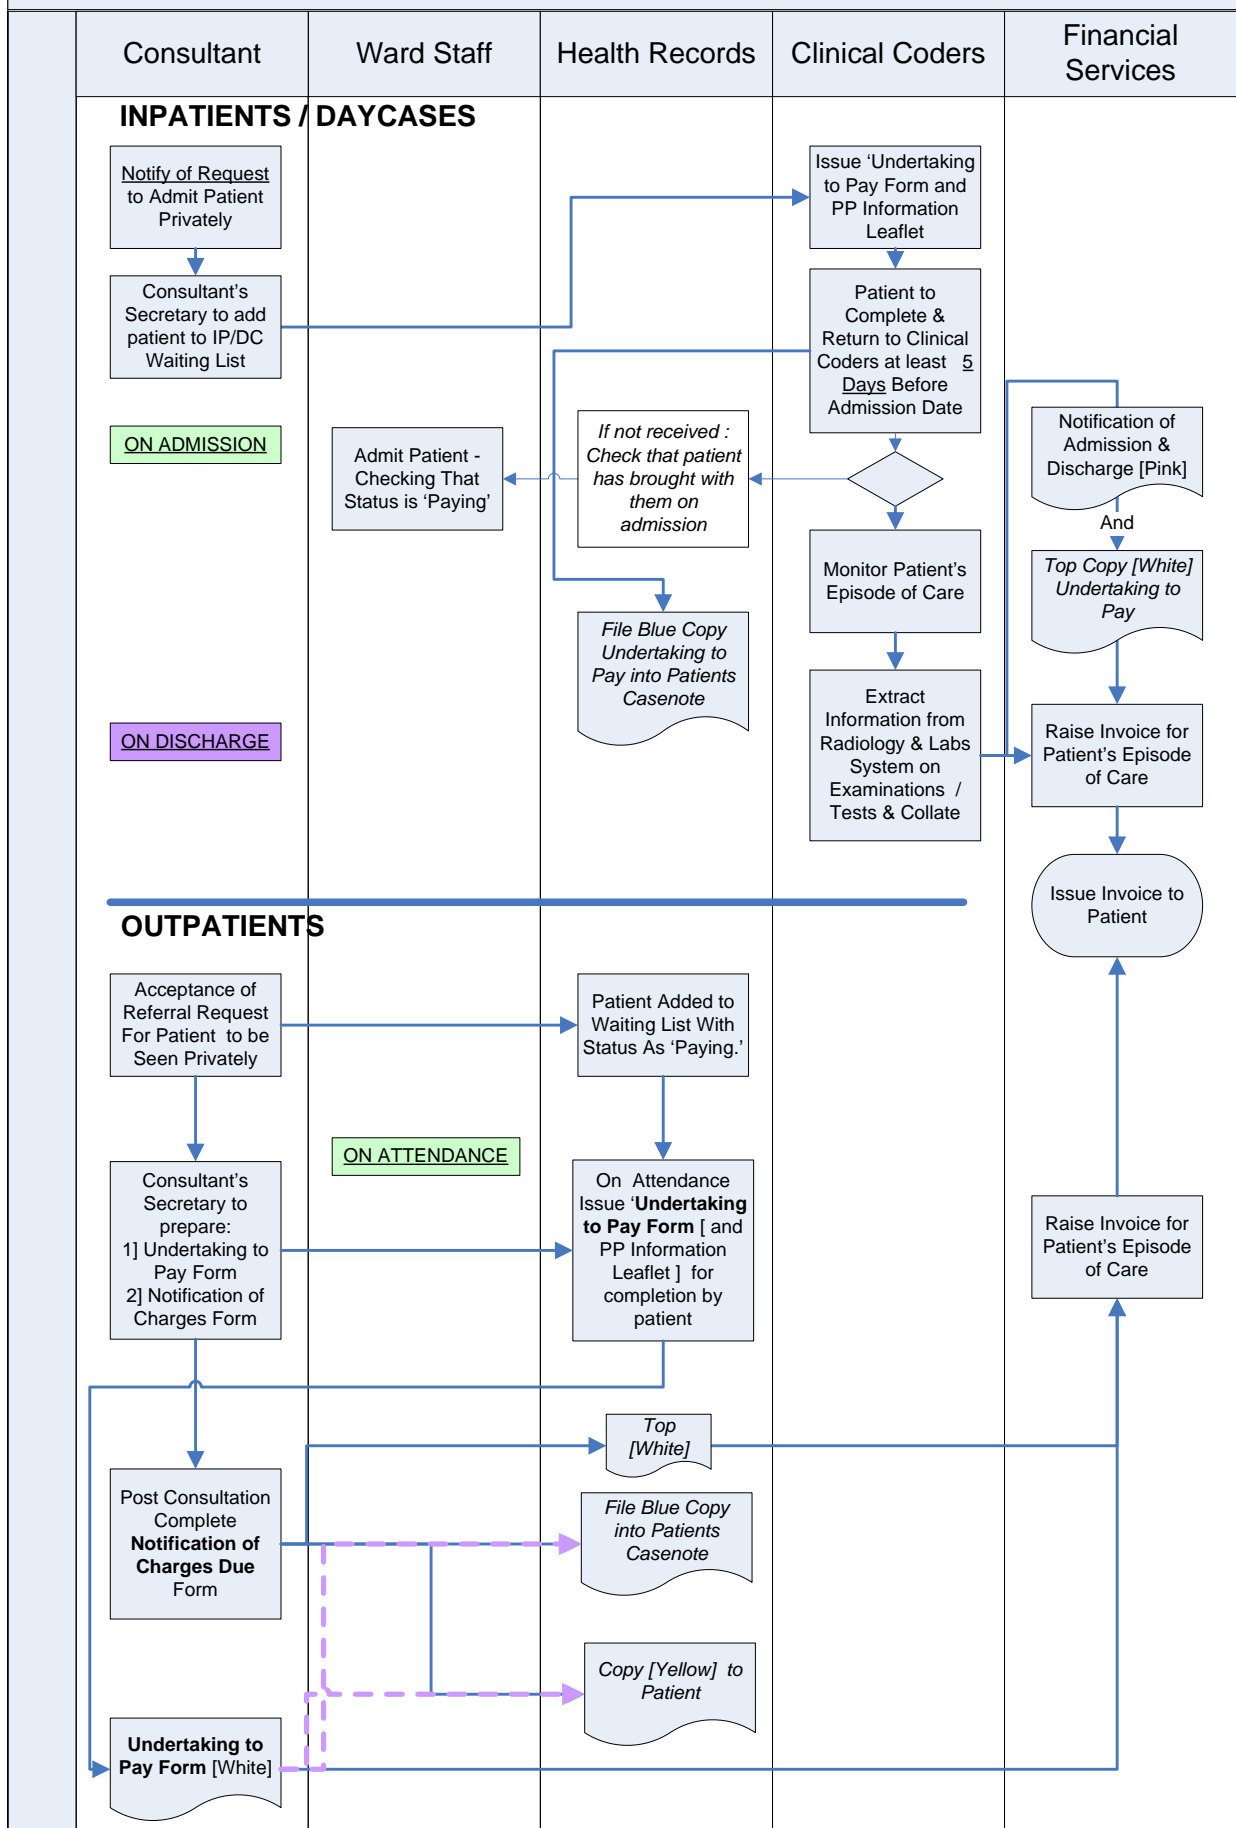 Consultant
Ward Staff
Health Records
Clinical Coders
Financial
Services
INPATIENTS / DAYCASES
Notify of Request
to Admit Patient
Privately
Issue ‘Undertaking
to Pay Form and
PP Information
Leaflet
Consultant’s
Secretary to add
patient to IP/DC
Waiting List
Patient to
Complete &
Return to Clinical
Coders at least 5
Days Before
Admission Date
ON ADMISSION
Admit Patient -
Checking That
Status is ‘Paying’
If not received :
Check that patient
has brought with
them on
admission
Notification of
Admission &
Discharge [Pink]
And
Top Copy [White]
Undertaking to
Pay
Monitor Patient’s
Episode of Care
File Blue Copy
Undertaking to
Pay into Patients
Casenote
ON DISCHARGE
Extract
Information from
Radiology & Labs
System on
Examinations /
Tests & Collate
Raise Invoice for
Patient’s Episode
of Care
Issue Invoice to
Patient
OUTPATIENTS
Acceptance of
Referral Request
For Patient to be
Seen Privately
Patient Added to
Waiting List With
Status As ‘Paying.’
ON ATTENDANCE
Consultant’s
Secretary to
prepare:
1] Undertaking to
Pay Form
2] Notification of
Charges Form
On Attendance
Issue ‘Undertaking
to Pay Form [ and
PP Information
Leaflet ] for
completion by
patient
Raise Invoice for
Patient’s Episode
of Care
Top
[White]
Post Consultation
Complete
Notification of
Charges Due
Form
File Blue Copy
into Patients
Casenote
Copy [Yellow] to
Patient
Undertaking to
Pay Form [White]